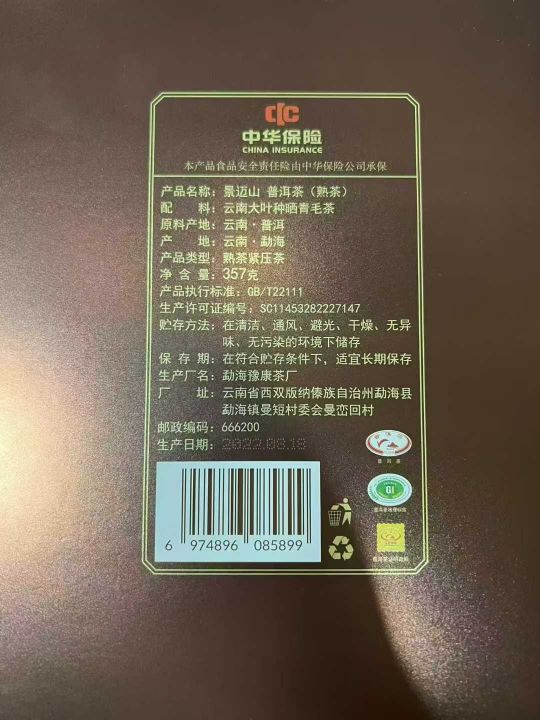 中华保险
CHINA INSURANCE
本产品食品安全责任险由中华保险公司承保
产品名称：景迈山 普洱茶（熟茶）
配 料：云南大叶种晒青毛茶
原料产地：云南·普洱
产 地：云南·勐海
产品类型：熟茶紧压茶
净 含 量：357克
产品执行标准：GB/T22111
生产许可证编号：SC11453282227147
贮存方法：在清洁、通风、避光、干燥、无异
味、无污染的环境下储存
保 存 期：在符合贮存条件下，适宜长期保存
生产厂名：勐海豫康茶厂
厂 址：云南省西双版纳傣族自治州勐海县
勐海镇曼短村委会曼峦回村
邮政编码：666200
生产日期：2022.09.18
普洱茶
GI
6 974896 085899